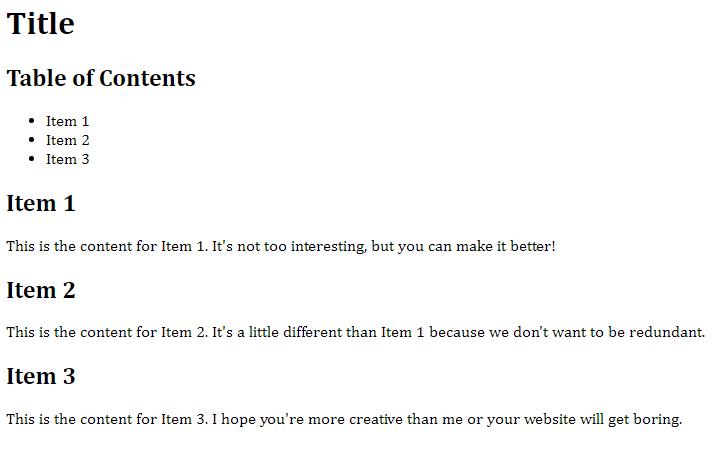 Title
Table of Contents
• Item 1
• Item 2
• Item 3
Item 1
This is the content for Item 1. It's not too interesting, but you can make it better!
Item 2
This is the content for Item 2. It's a little different than Item 1 because we don't want to be redundant.
Item 3
This is the content for Item 3. I hope you're more creative than me or your website will get boring.